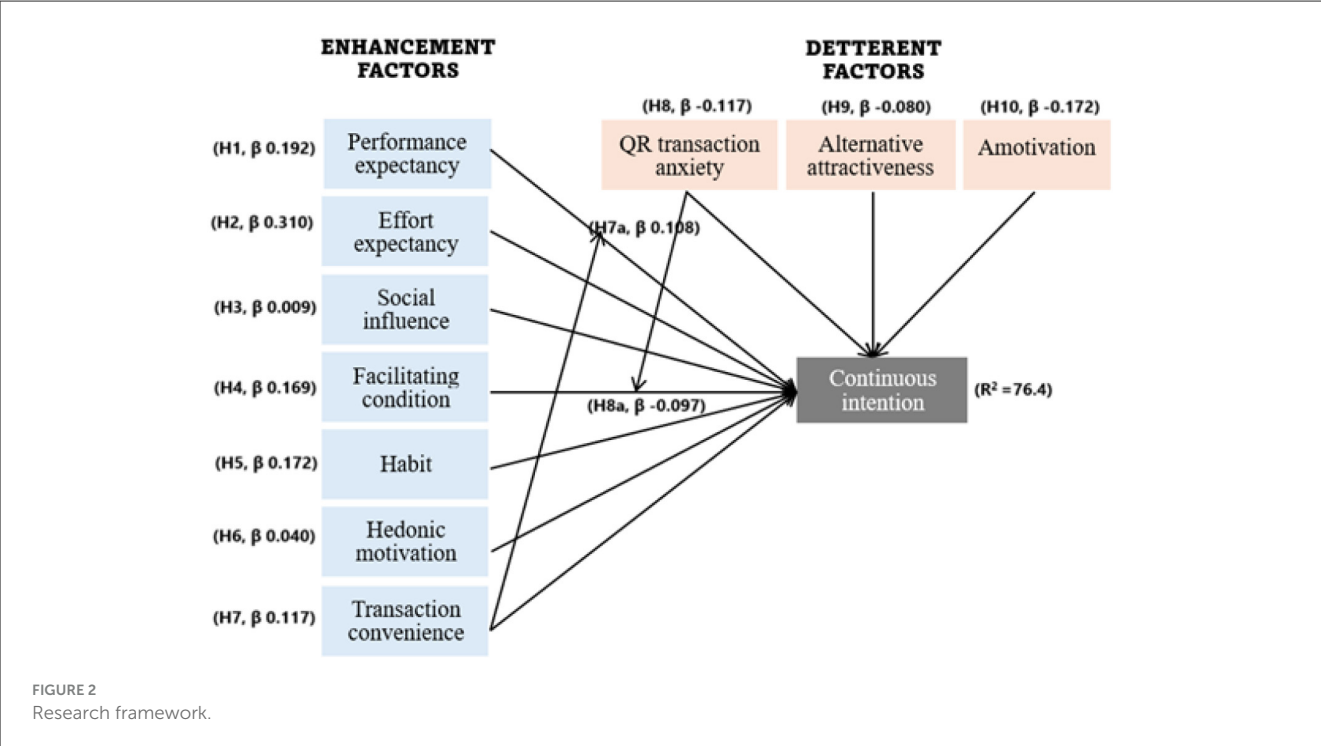 ENHANCEMENT
FACTORS
DETTERENT
FACTORS
(H8, β -0.117)
(H9, β -0.080)
(H10, β -0.172)
(H1, β 0.192)
Performance
expectancy
QR transaction
anxiety
Alternative
attractiveness
Amotivation
(H2, β 0.310)
Effort
expectancy
(H7a, β 0.108)
(H3, β 0.009)
Social
influence
(H4, β 0.169)
Facilitating
condition
(H8a, β -0.097)
Continuous
intention
(R² =76.4)
(H5, β 0.172)
Habit
(H6, β 0.040)
Hedonic
motivation
(H7, β 0.117)
Transaction
convenience
FIGURE 2
Research framework.